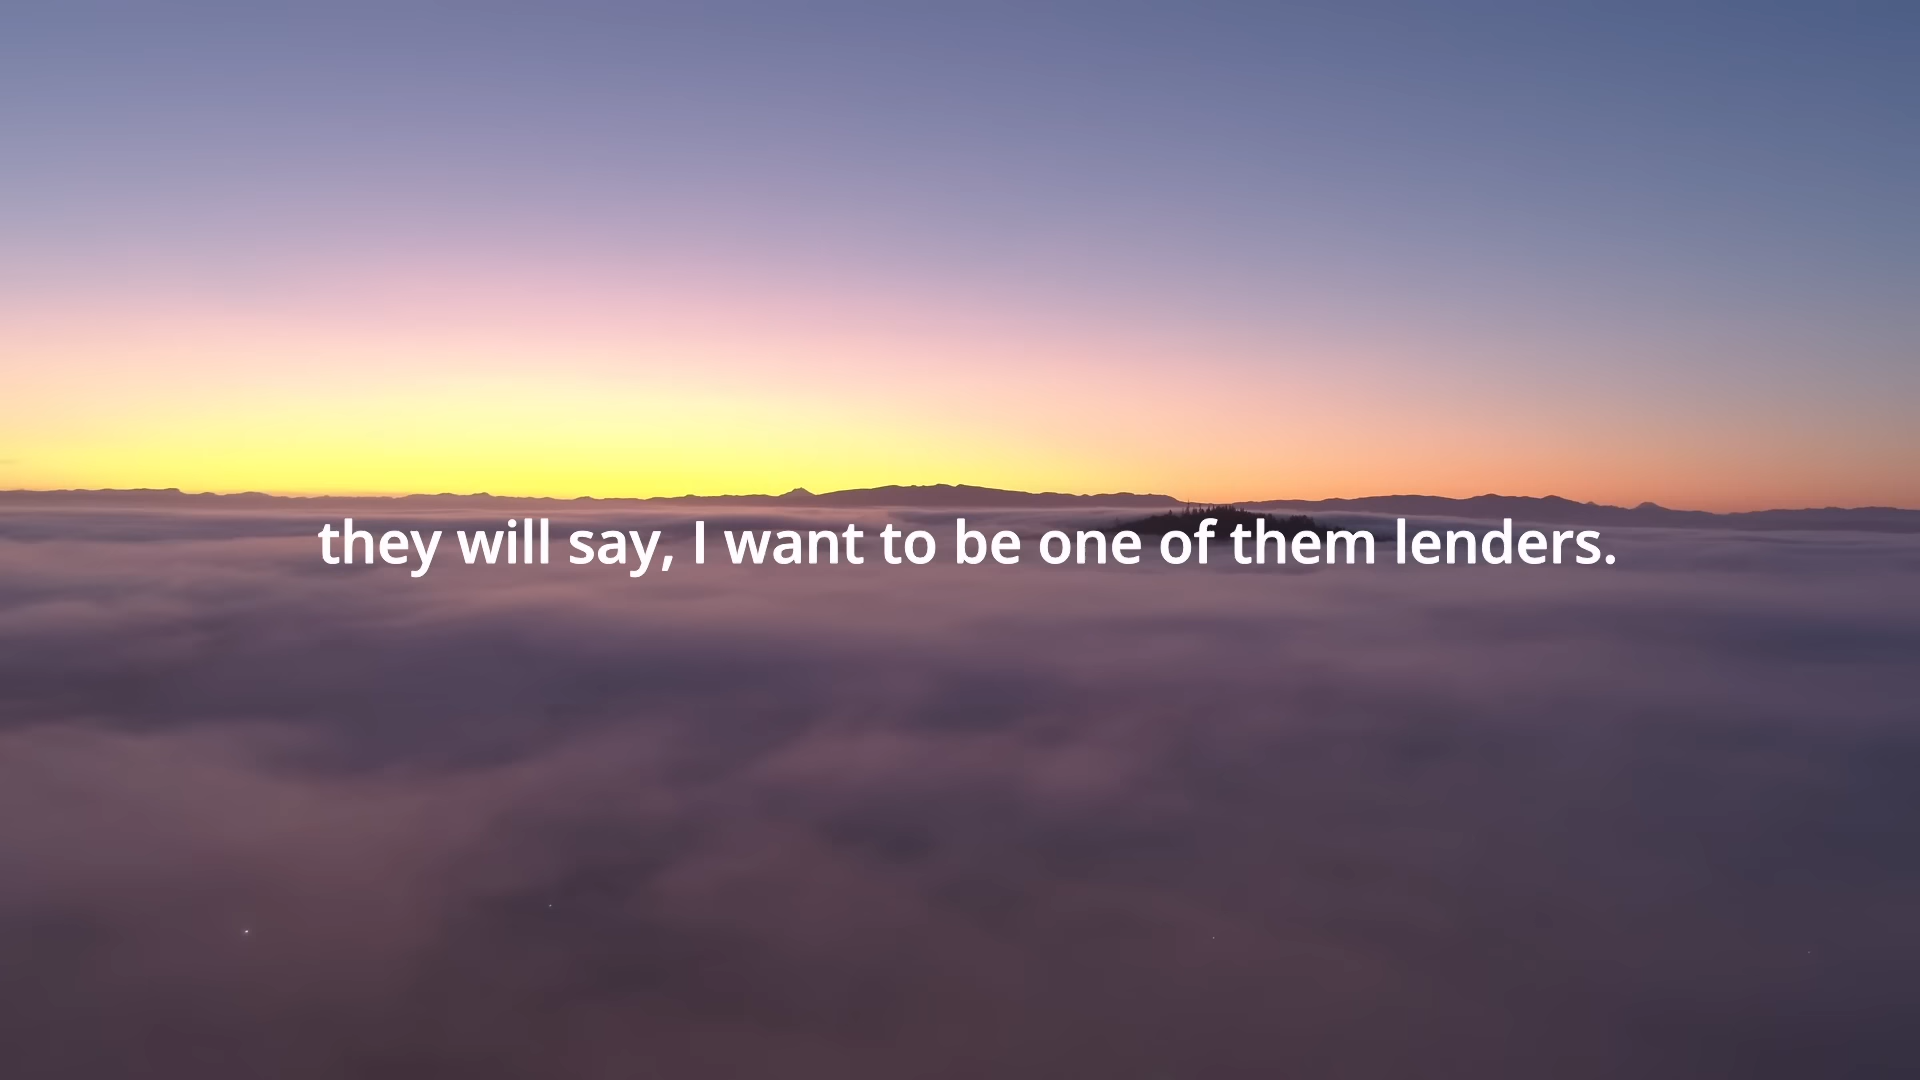 they will say, I want to be one of them lenders.